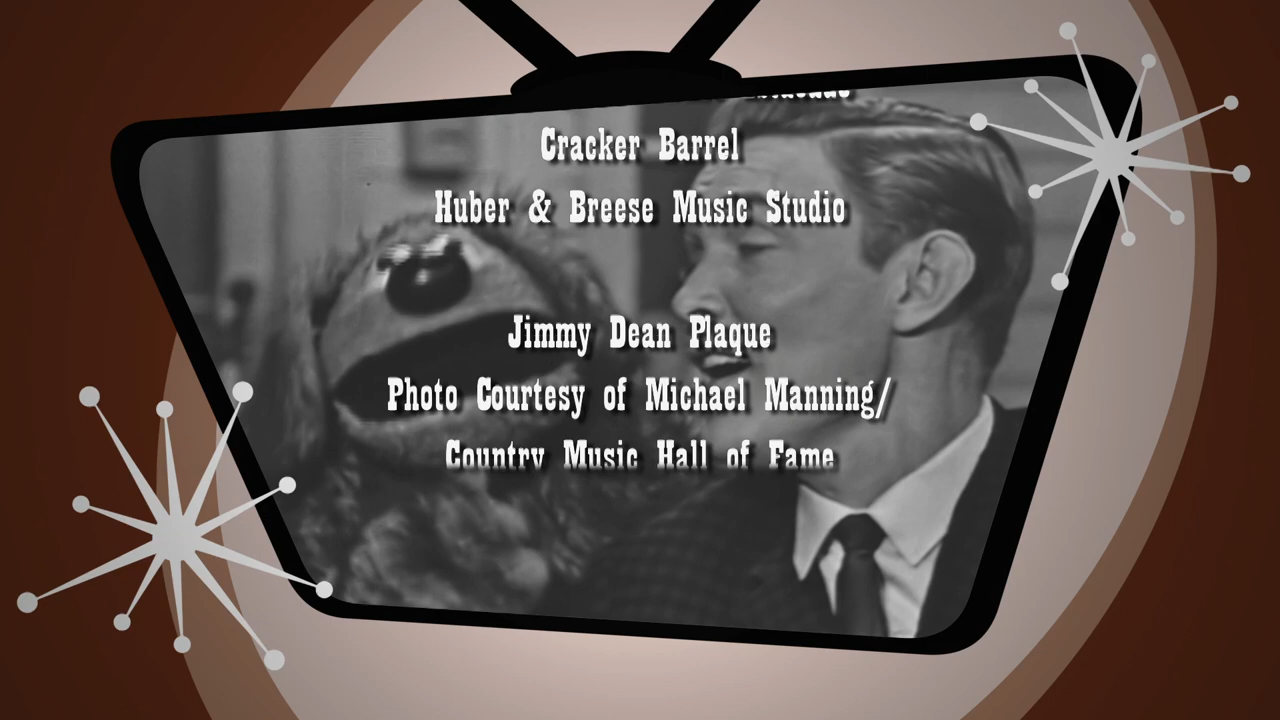 Cracker Barrel
Huber & Breese Music Studio
Jimmy Dean Plaque
Photo Courtesy of Michael Manning/
Country Music Hall of Fame